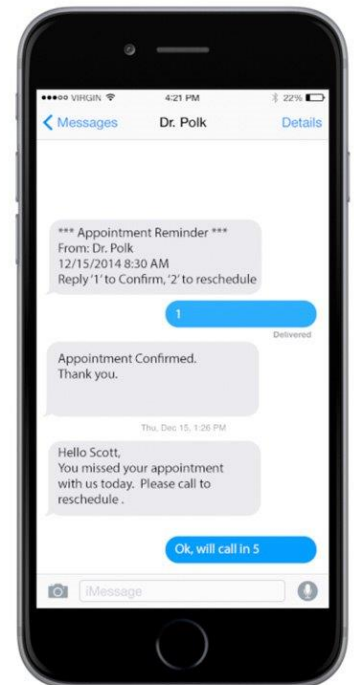 VIRGIN 4:21 PM 22%
Messages Dr. Polk Details
*** Appointment Reminder ***
From: Dr. Polk
12/15/2014 8:30 AM
Reply '1' to Confirm, '2' to reschedule
1
Delivered
Appointment Confirmed.
Thank you.
Thu, Dec 15, 1:26 PM
Hello Scott,
You missed your appointment
with us today. Please call to
reschedule .
Ok, will call in 5
iMessage